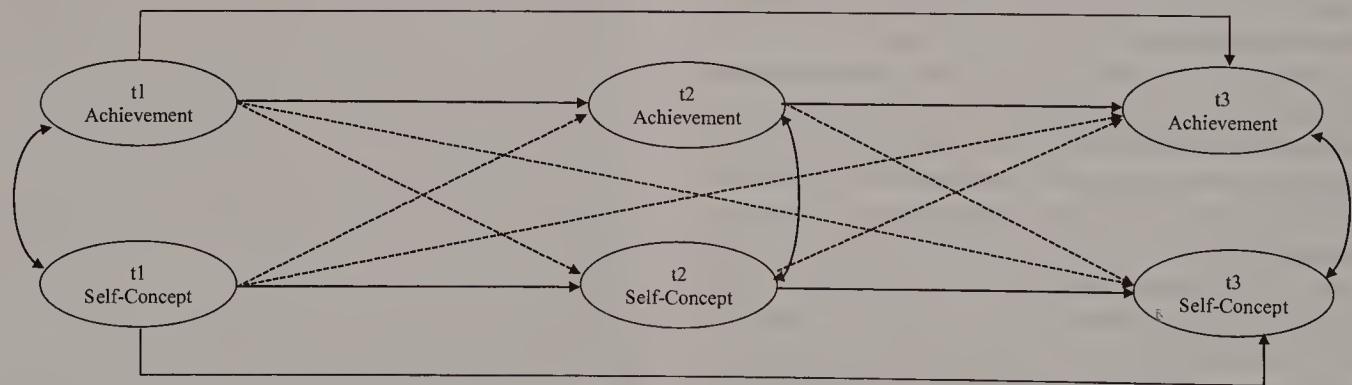 t1
Achievement
t2
Achievement
t3
Achievement
t1
Self-Concept
t2
Self-Concept
t3
Self-Concept